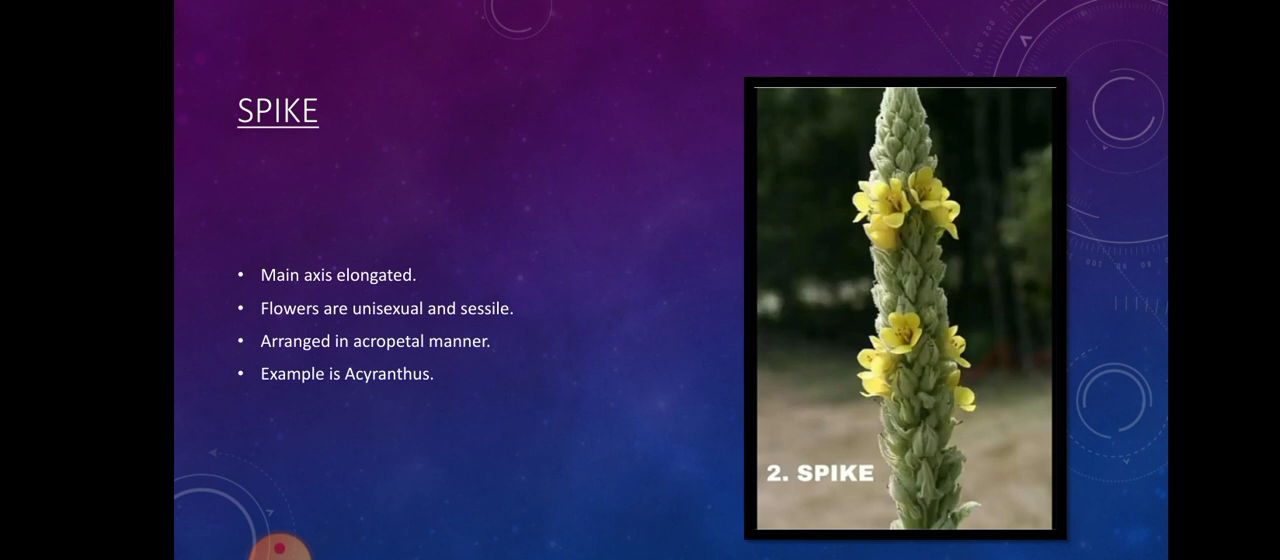 SPIKE
• Main axis elongated.
• Flowers are unisexual and sessile.
• Arranged in acropetal manner.
• Example is Acyranthus.
2. SPIKE